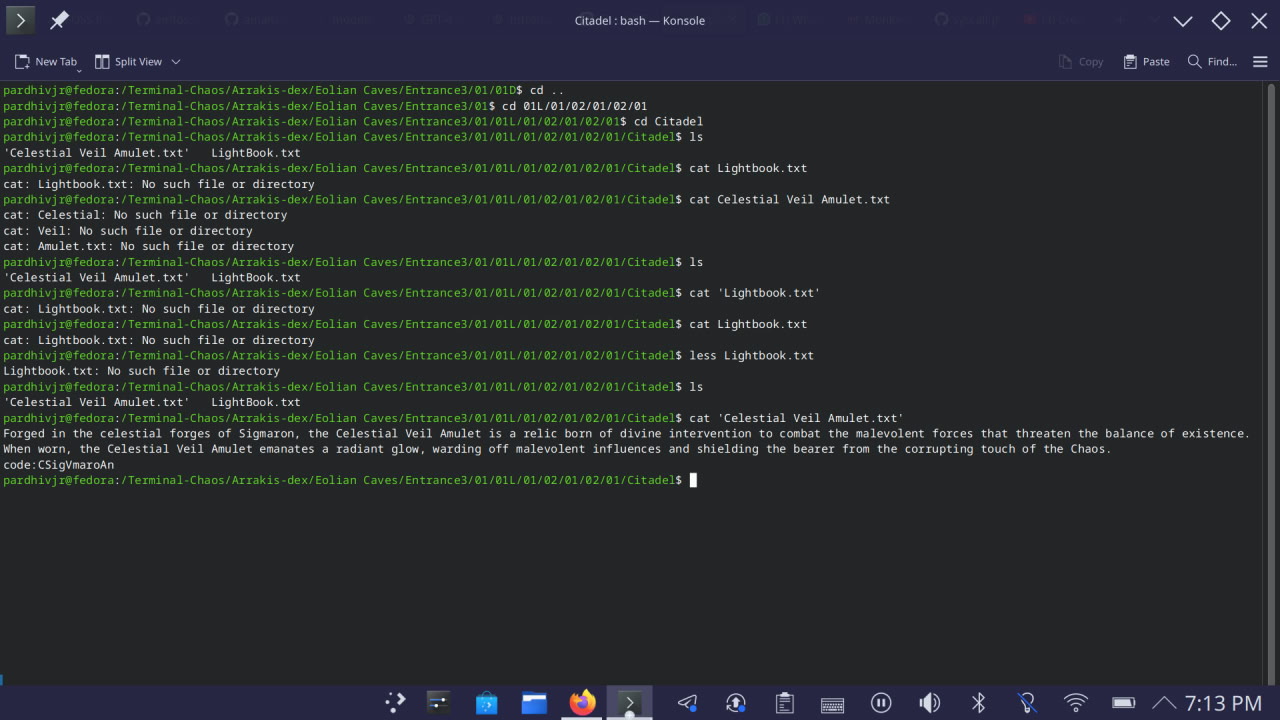 Citadel : bash — Konsole
New Tab
Split View
Copy
Paste
Find...
pardhivjr@fedora:/Terminal-Chaos/Arrakis-dex/Eolian Caves/Entrance3/01/01D$ cd ..
pardhivjr@fedora:/Terminal-Chaos/Arrakis-dex/Eolian Caves/Entrance3/01$ cd 01L/01/02/01/02/01
pardhivjr@fedora:/Terminal-Chaos/Arrakis-dex/Eolian Caves/Entrance3/01/01L/01/02/01/02/01$ cd Citadel
pardhivjr@fedora:/Terminal-Chaos/Arrakis-dex/Eolian Caves/Entrance3/01/01L/01/02/01/02/01/Citadel$ ls
'Celestial Veil Amulet.txt'   LightBook.txt
pardhivjr@fedora:/Terminal-Chaos/Arrakis-dex/Eolian Caves/Entrance3/01/01L/01/02/01/02/01/Citadel$ cat Lightbook.txt
cat: Lightbook.txt: No such file or directory
pardhivjr@fedora:/Terminal-Chaos/Arrakis-dex/Eolian Caves/Entrance3/01/01L/01/02/01/02/01/Citadel$ cat Celestial Veil Amulet.txt
cat: Celestial: No such file or directory
cat: Veil: No such file or directory
cat: Amulet.txt: No such file or directory
pardhivjr@fedora:/Terminal-Chaos/Arrakis-dex/Eolian Caves/Entrance3/01/01L/01/02/01/02/01/Citadel$ ls
'Celestial Veil Amulet.txt'   LightBook.txt
pardhivjr@fedora:/Terminal-Chaos/Arrakis-dex/Eolian Caves/Entrance3/01/01L/01/02/01/02/01/Citadel$ cat 'Lightbook.txt'
cat: Lightbook.txt: No such file or directory
pardhivjr@fedora:/Terminal-Chaos/Arrakis-dex/Eolian Caves/Entrance3/01/01L/01/02/01/02/01/Citadel$ cat Lightbook.txt
cat: Lightbook.txt: No such file or directory
pardhivjr@fedora:/Terminal-Chaos/Arrakis-dex/Eolian Caves/Entrance3/01/01L/01/02/01/02/01/Citadel$ less Lightbook.txt
Lightbook.txt: No such file or directory
pardhivjr@fedora:/Terminal-Chaos/Arrakis-dex/Eolian Caves/Entrance3/01/01L/01/02/01/02/01/Citadel$ ls
'Celestial Veil Amulet.txt'   LightBook.txt
pardhivjr@fedora:/Terminal-Chaos/Arrakis-dex/Eolian Caves/Entrance3/01/01L/01/02/01/02/01/Citadel$ cat 'Celestial Veil Amulet.txt'
Forged in the celestial forges of Sigmaron, the Celestial Veil Amulet is a relic born of divine intervention to combat the malevolent forces that threaten the balance of existence.
When worn, the Celestial Veil Amulet emanates a radiant glow, warding off malevolent influences and shielding the bearer from the corrupting touch of the Chaos.
code:CSigVmaroAn
pardhivjr@fedora:/Terminal-Chaos/Arrakis-dex/Eolian Caves/Entrance3/01/01L/01/02/01/02/01/Citadel$
7:13 PM